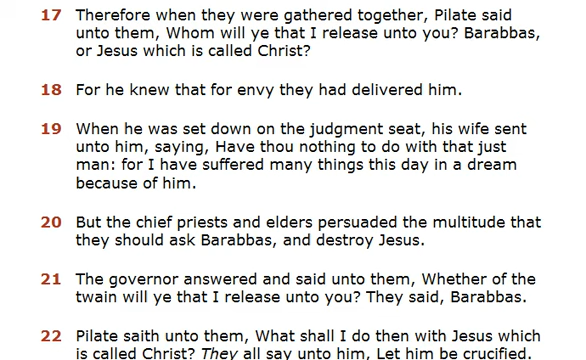 17 Therefore when they were gathered together, Pilate said
unto them, Whom will ye that I release unto you? Barabbas,
or Jesus which is called Christ?
18 For he knew that for envy they had delivered him.
19 When he was set down on the judgment seat, his wife sent
unto him, saying, Have thou nothing to do with that just
man: for I have suffered many things this day in a dream
because of him.
20 But the chief priests and elders persuaded the multitude that
they should ask Barabbas, and destroy Jesus.
21 The governor answered and said unto them, Whether of the
twain will ye that I release unto you? They said, Barabbas.
22 Pilate saith unto them, What shall I do then with Jesus which
is called Christ? They all say unto him, Let him be crucified.